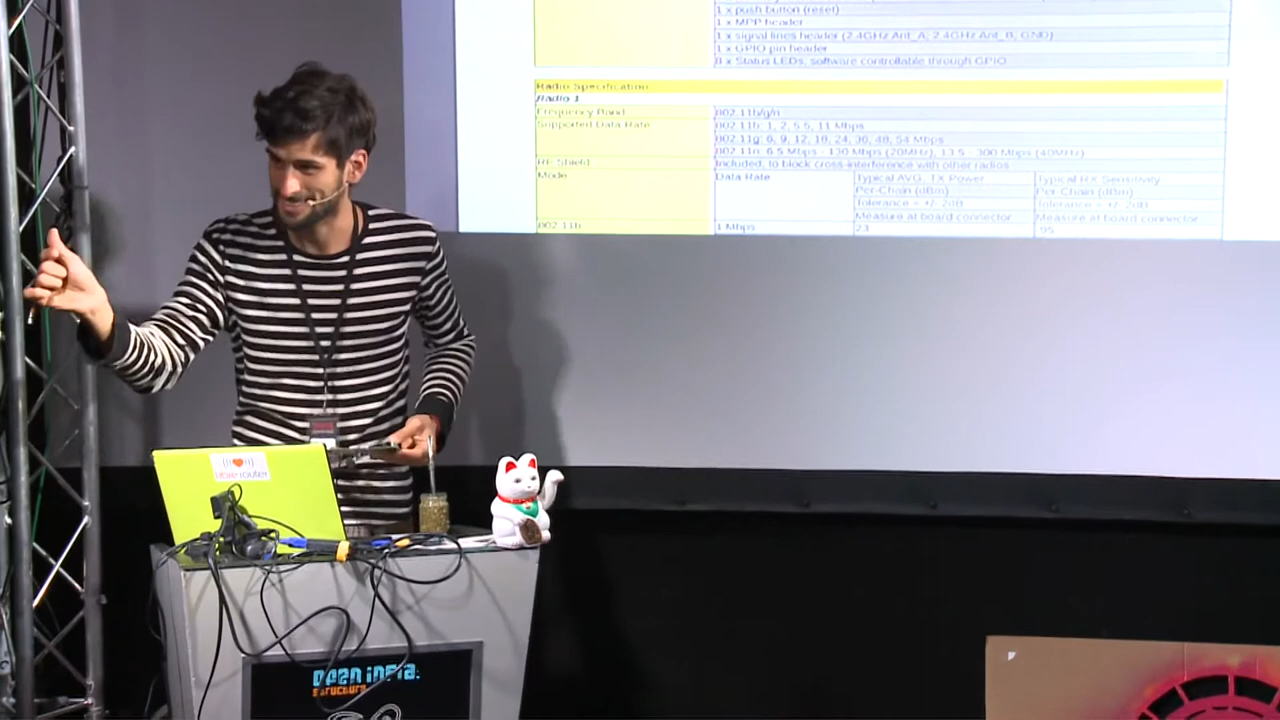 1 x push button (reset)
1 x MPP header
1 x signal lines header (2.4GHz Ant_A, 2.4GHz Ant_B, GND)
1 x GPIO pin header
8 x Status LEDs, software controllable through GPIO
Radio Specification
Radio 1
Frequency Band 802.11b/g/n
Supported Data Rate 802.11b: 1, 2, 5.5, 11 Mbps
802.11g: 6, 9, 12, 18, 24, 36, 48, 54 Mbps
802.11n: 6.5 Mbps - 130 Mbps (20MHz), 13.5 - 300 Mbps (40MHz)
RF Shield Included, to block cross-interference with other radios
Mode Data Rate Typical AVG. TX Power Typical RX Sensitivity
Per-Chain (dBm) Per-Chain (dBm)
Tolerance = +/- 2dB Tolerance = +/- 2dB
Measure at board connector Measure at board connector
802.11b 1 Mbps 23 -95
librerouter
open infra:
structure